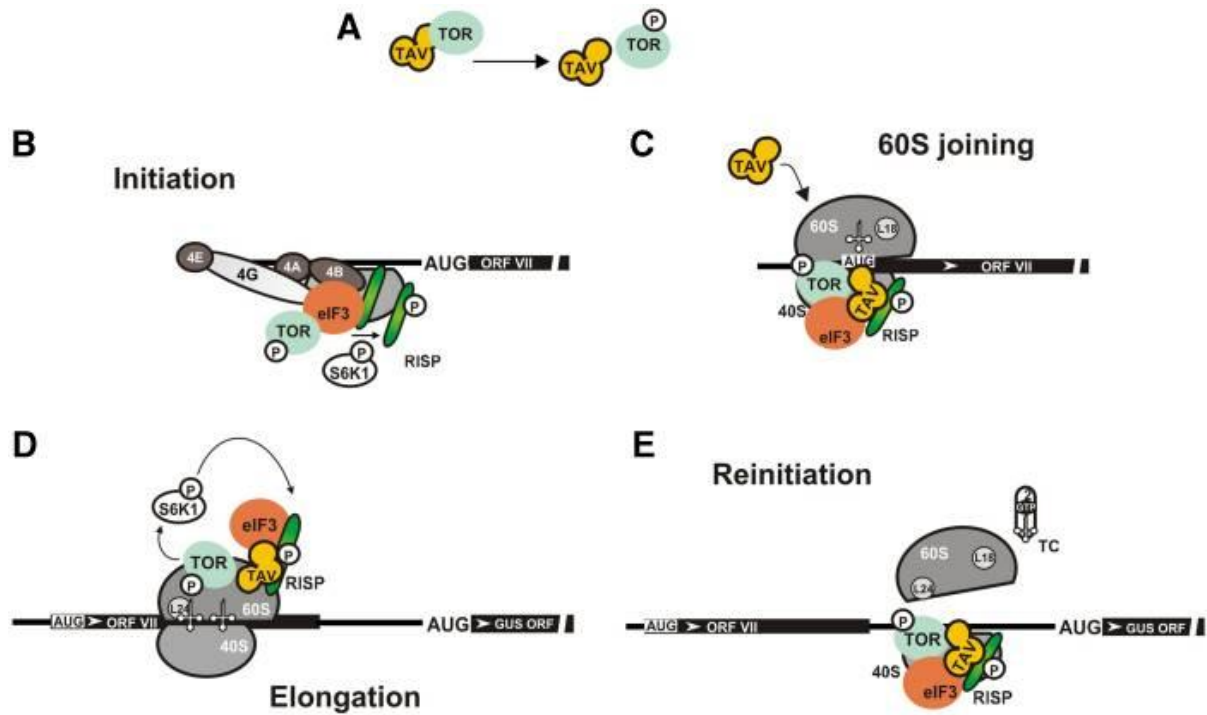 A
TAV
TOR
TAV
TOR
P
B
Initiation
4E
4G
4A
4B
eIF3
TOR
P
P
S6K1
P
RISP
AUG
ORF VII
C
60S joining
TAV
60S
L18
P
AUG
ORF VII
TOR
TAV
P
40S
eIF3
RISP
D
P
S6K1
eIF3
TOR
P
TAV
P
RISP
L24
60S
AUG
ORF VII
40S
AUG
GUS ORF
Elongation
E
Reinitiation
2
GTP
TC
60S
L18
L24
P
AUG
ORF VII
TOR
TAV
AUG
GUS ORF
40S
P
eIF3
RISP